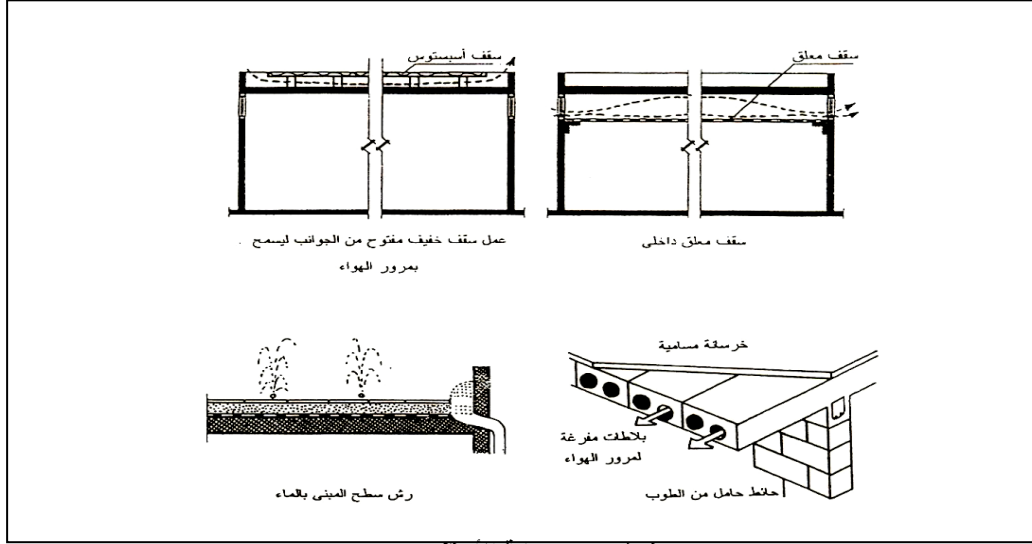 سقف معلق
سقف أسبستوس
سقف معلق داخلى
عمل سقف خفيف مفتوح من الجوانب ليسمح .
بمرور الهواء
خرسانة مسامية
بلاطات مفرغة
لمرور الهواء
حائط حامل من الطوب
رش سطح المبنى بالماء